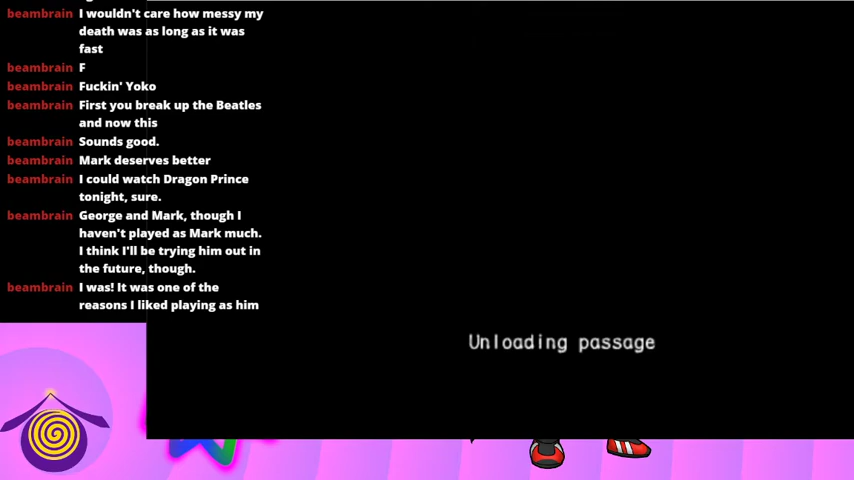 beambrain I wouldn't care how messy my
death was as long as it was
fast
beambrain F
beambrain Fuckin' Yoko
beambrain First you break up the Beatles
and now this
beambrain Sounds good.
beambrain Mark deserves better
beambrain I could watch Dragon Prince
tonight, sure.
beambrain George and Mark, though I
haven't played as Mark much.
I think I'll be trying him out in
the future, though.
beambrain I was! It was one of the
reasons I liked playing as him
Unloading passage